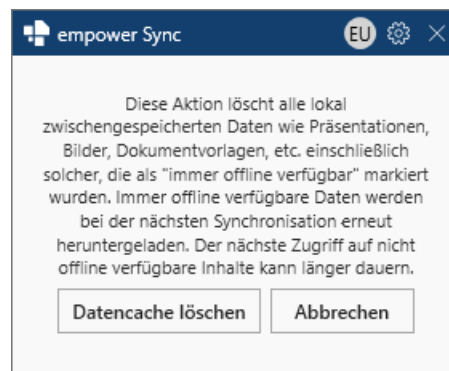 empower Sync EU
Diese Aktion löscht alle lokal
zwischengespeicherten Daten wie Präsentationen,
Bilder, Dokumentvorlagen, etc. einschließlich
solcher, die als "immer offline verfügbar" markiert
wurden. Immer offline verfügbare Daten werden
bei der nächsten Synchronisation erneut
heruntergeladen. Der nächste Zugriff auf nicht
offline verfügbare Inhalte kann länger dauern.
Datencache löschen Abbrechen